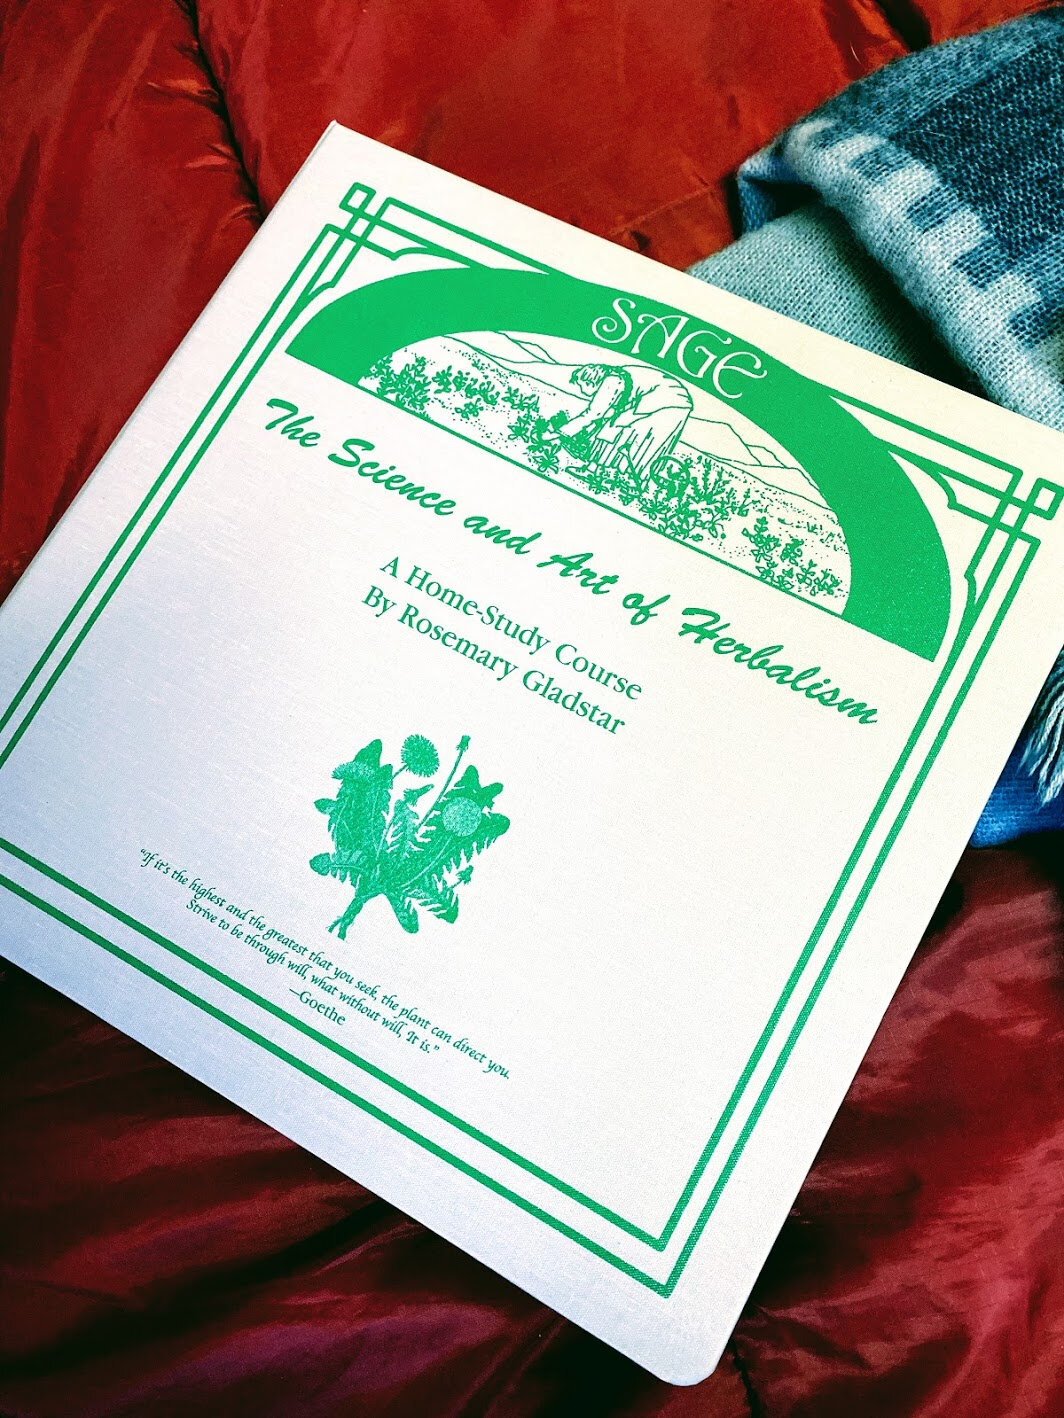 SAGE
The Science and Art of Herbalism
A Home-Study Course
By Rosemary Gladstar
"If it's the highest and the greatest that you seek, the plant can direct you.
Strive to be through will, what without will, It is."
—Goethe